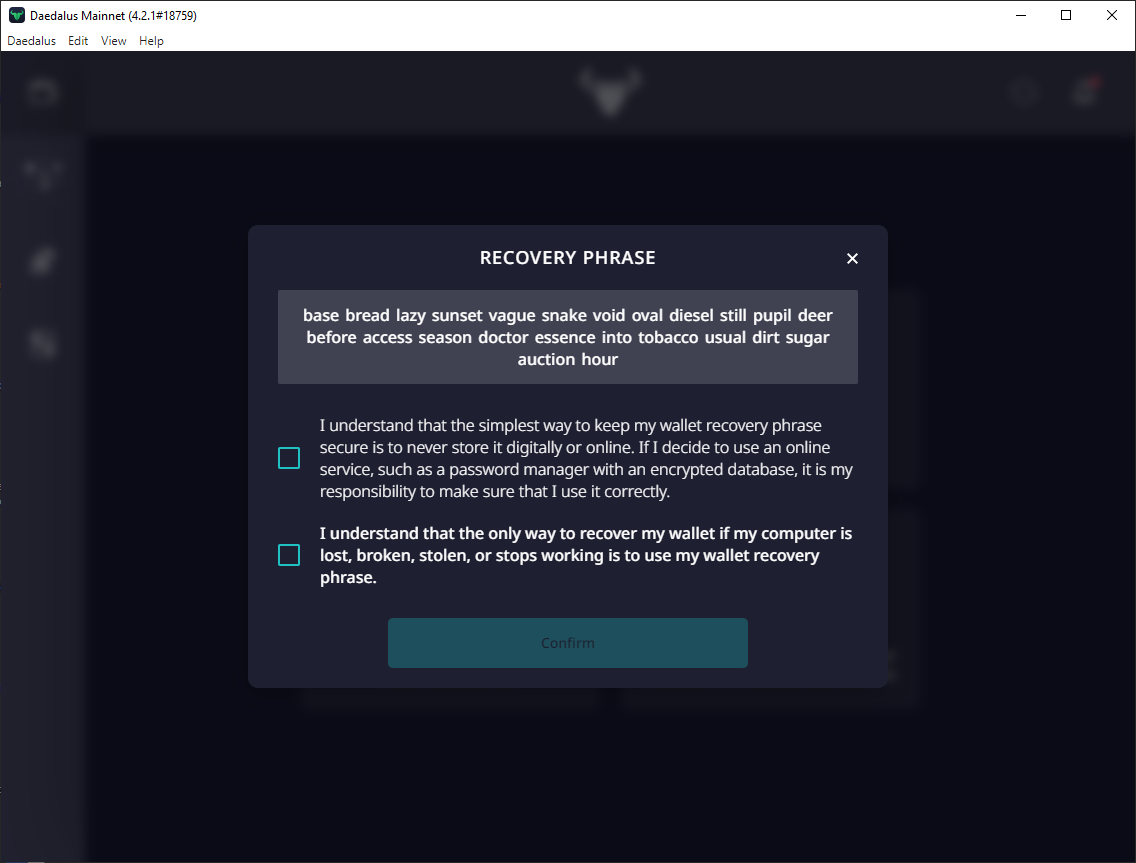 Daedalus Mainnet (4.2.1#18759)
Daedalus Edit View Help
RECOVERY PHRASE
base bread lazy sunset vague snake void oval diesel still pupil deer
before access season doctor essence into tobacco usual dirt sugar
auction hour
I understand that the simplest way to keep my wallet recovery phrase
secure is to never store it digitally or online. If I decide to use an online
service, such as a password manager with an encrypted database, it is my
responsibility to make sure that I use it correctly.
I understand that the only way to recover my wallet if my computer is
lost, broken, stolen, or stops working is to use my wallet recovery
phrase.
Confirm